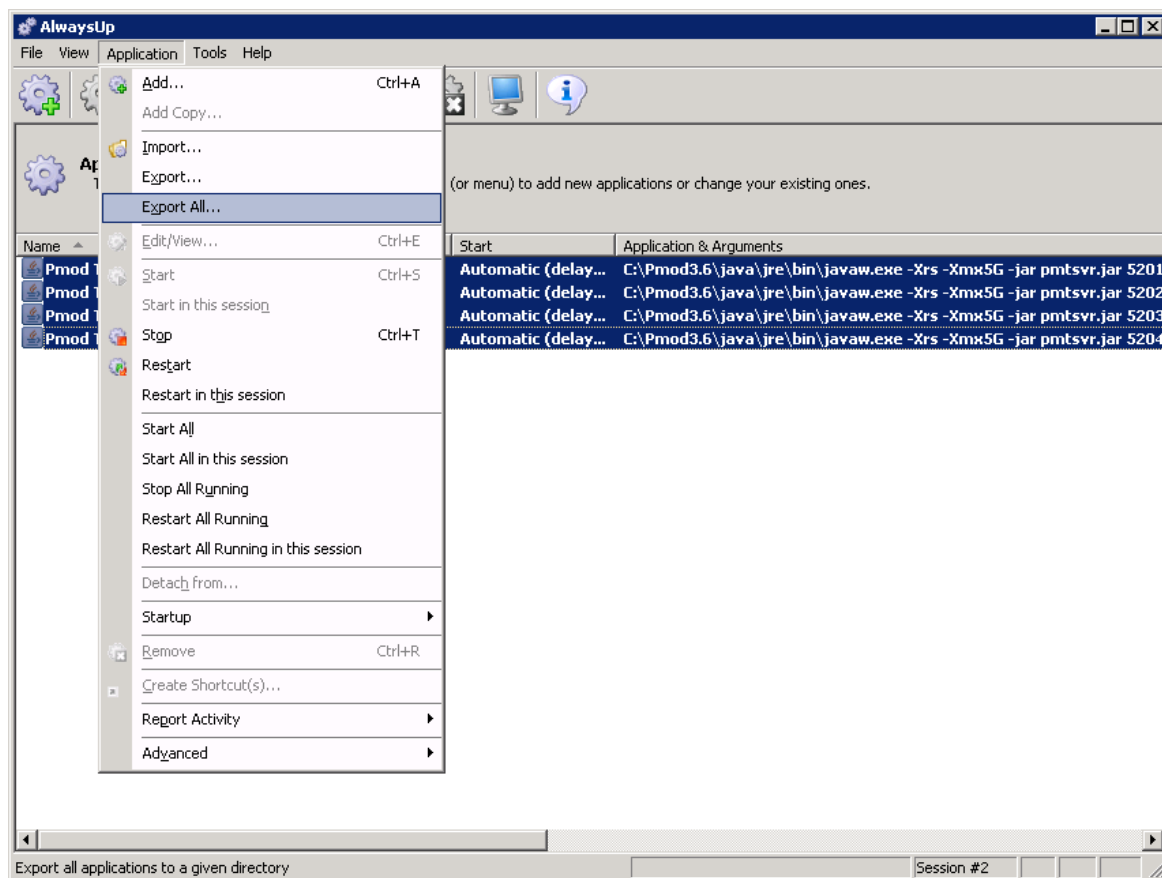 AlwaysUp
File View Application Tools Help
Add... Ctrl+A
Add Copy...
Import...
Export...
(or menu) to add new applications or change your existing ones.
Export All...
Name Start Application & Arguments
Edit/View... Ctrl+E
Pmod Automatic (delay... C:\Pmod3.6\java\jre\bin\javaw.exe -Xrs -Xmx5G -jar pmtsvr.jar 5201
Start Ctrl+S
Pmod Automatic (delay... C:\Pmod3.6\java\jre\bin\javaw.exe -Xrs -Xmx5G -jar pmtsvr.jar 5202
Start in this session
Pmod Automatic (delay... C:\Pmod3.6\java\jre\bin\javaw.exe -Xrs -Xmx5G -jar pmtsvr.jar 5203
Stop Ctrl+T
Pmod Automatic (delay... C:\Pmod3.6\java\jre\bin\javaw.exe -Xrs -Xmx5G -jar pmtsvr.jar 5204
Restart
Restart in this session
Start All
Start All in this session
Stop All Running
Restart All Running
Restart All Running in this session
Detach from...
Startup
Remove Ctrl+R
Create Shortcut(s)...
Report Activity
Advanced
Export all applications to a given directory Session #2